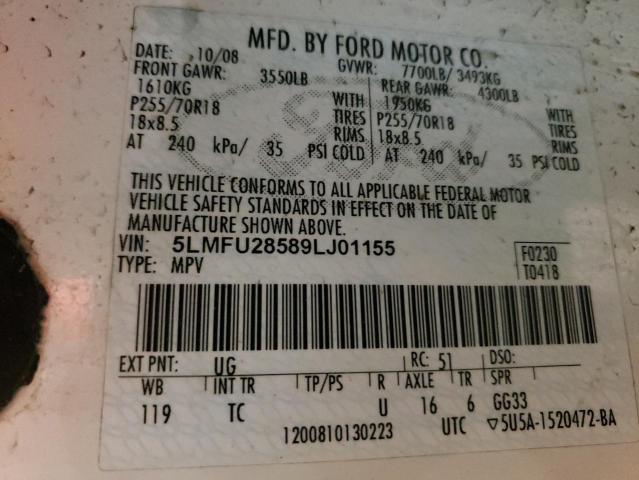 MFD. BY FORD MOTOR CO.
DATE: 10/08 GVWR: 7700LB/ 3493KG
FRONT GAWR: 3550LB REAR GAWR: 4300LB
1610KG WITH 1950KG WITH
P255/70R18 TIRES P255/70R18 TIRES
18x8.5 RIMS 18x8.5 RIMS
AT 240 kPa/ 35 PSI COLD AT 240 kPa/ 35 PSI COLD
THIS VEHICLE CONFORMS TO ALL APPLICABLE FEDERAL MOTOR
VEHICLE SAFETY STANDARDS IN EFFECT ON THE DATE OF
MANUFACTURE SHOWN ABOVE.
VIN: 5LMFU28589LJ01155 F0230
TYPE: MPV T0418
EXT PNT: UG RC: 51 DSO:
WB INT TR TP/PS R AXLE TR SPR
119 TC U 16 6 GG33
1200810130223 UTC ▽5U5A-1520472-BA